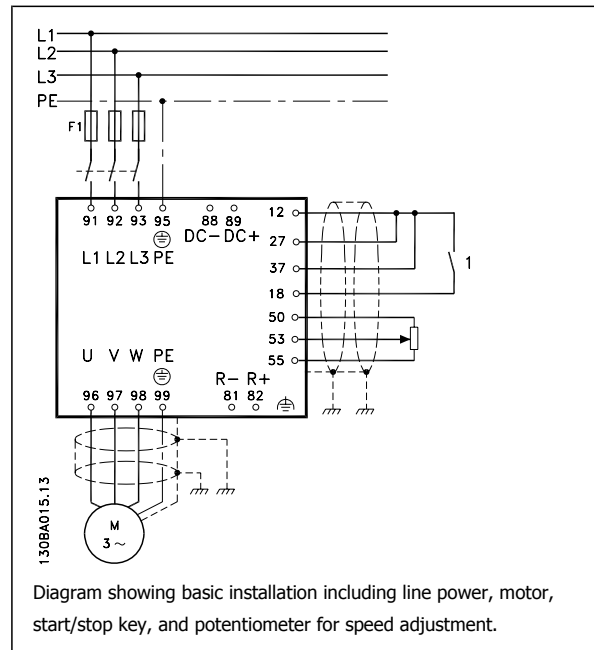 L1
L2
L3
PE
F1
91 92 93 95 88 89 12
DC- DC+
27
L1 L2 L3 PE
37
1
18
50
53
U V W PE
55
R- R+
96 97 98 99 81 82
M
3 ~
130BA015.13
Diagram showing basic installation including line power, motor,
start/stop key, and potentiometer for speed adjustment.